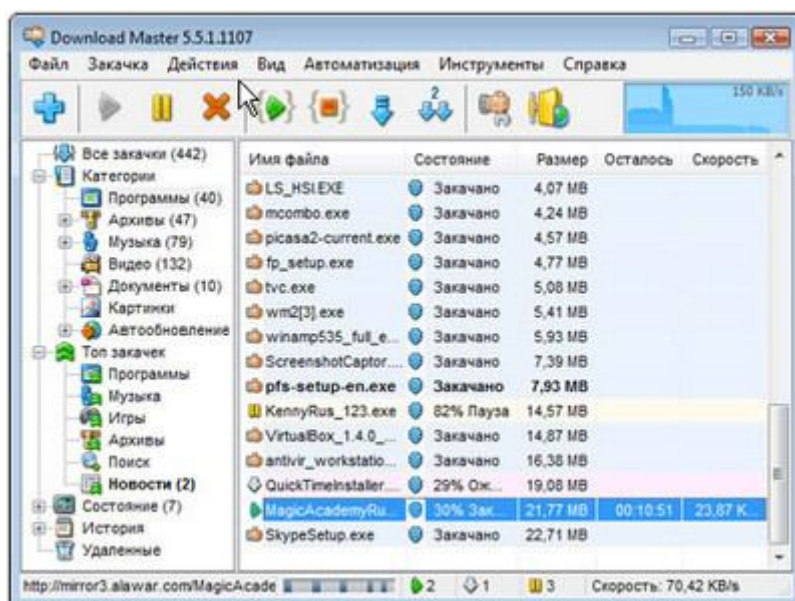 Download Master 5.5.1.1107
Файл Закачка Действия Вид Автоматизация Инструменты Справка
2
150 KB/s
Все закачки (442)
Категории
Программы (40)
Архивы (47)
Музыка (79)
Видео (132)
Документы (10)
Картинки
Автообновление
Топ закачек
Программы
Музыка
Игры
Архивы
Поиск
Новости (2)
Состояние (7)
История
Удаленные
Имя файла Состояние Размер Осталось Скорость
LS_HSI.EXE Закачано 4,07 MB
mcombo.exe Закачано 4,24 MB
picasa2-current.exe Закачано 4,57 MB
fp_setup.exe Закачано 4,77 MB
tvc.exe Закачано 5,08 MB
wm2[3].exe Закачано 5,41 MB
winamp535_full_e... Закачано 5,93 MB
ScreenshotCaptor.... Закачано 7,39 MB
pfs-setup-en.exe Закачано 7,93 MB
KennyRus_123.exe 82% Пауза 14,57 MB
VirtualBox_1.4.0_... Закачано 14,87 MB
antivir_workstatio... Закачано 16,38 MB
QuickTimeInstaller.... 29% Ож... 19,08 MB
MagicAcademyRu... 30% Зак... 21,77 MB 00:10:51 23,87 K...
SkypeSetup.exe Закачано 22,71 MB
http://mirror3.alawar.com/MagicAcade 2 1 3 Скорость: 70,42 KB/s